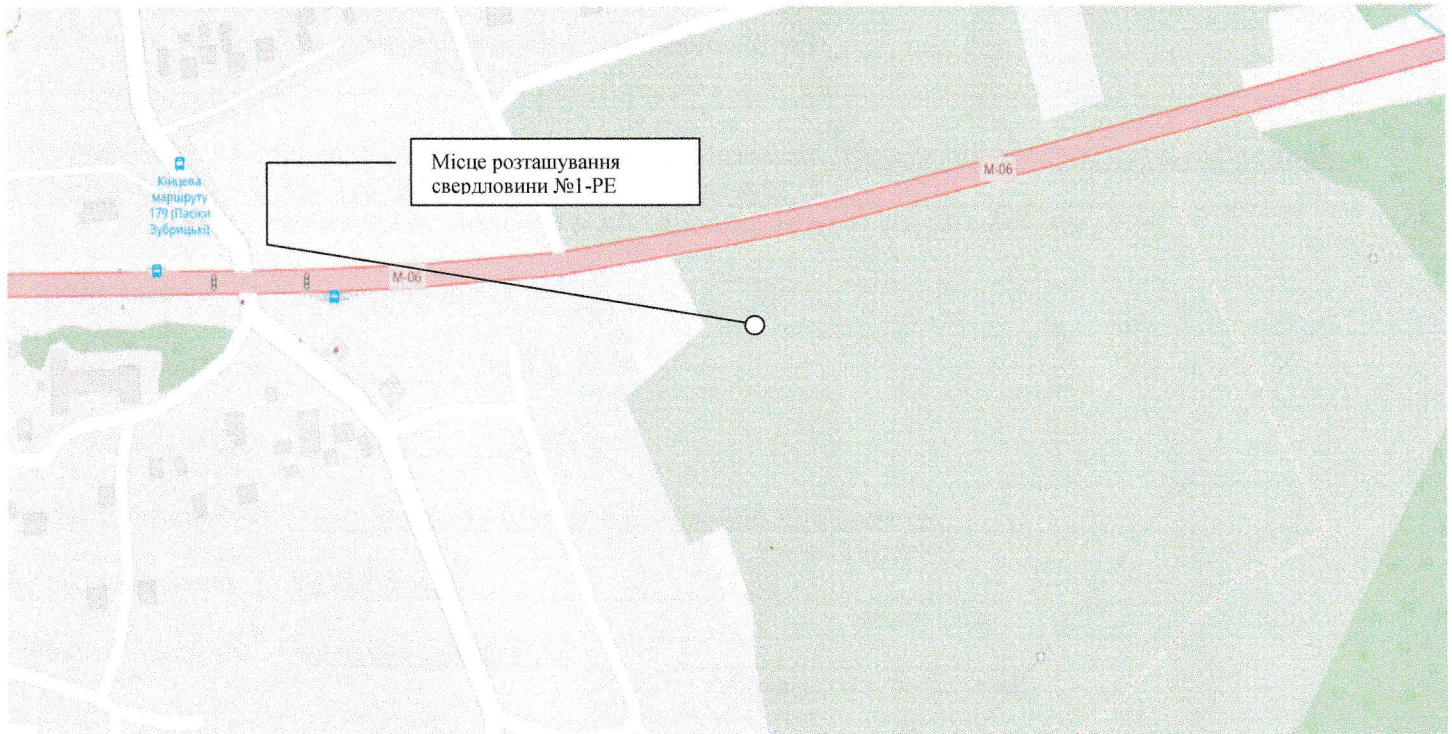 Місце розташування
свердловини №1-РЕ
М-06
Кінцева
маршруту
179 (Пасіки
Зубрицькі)
М-06